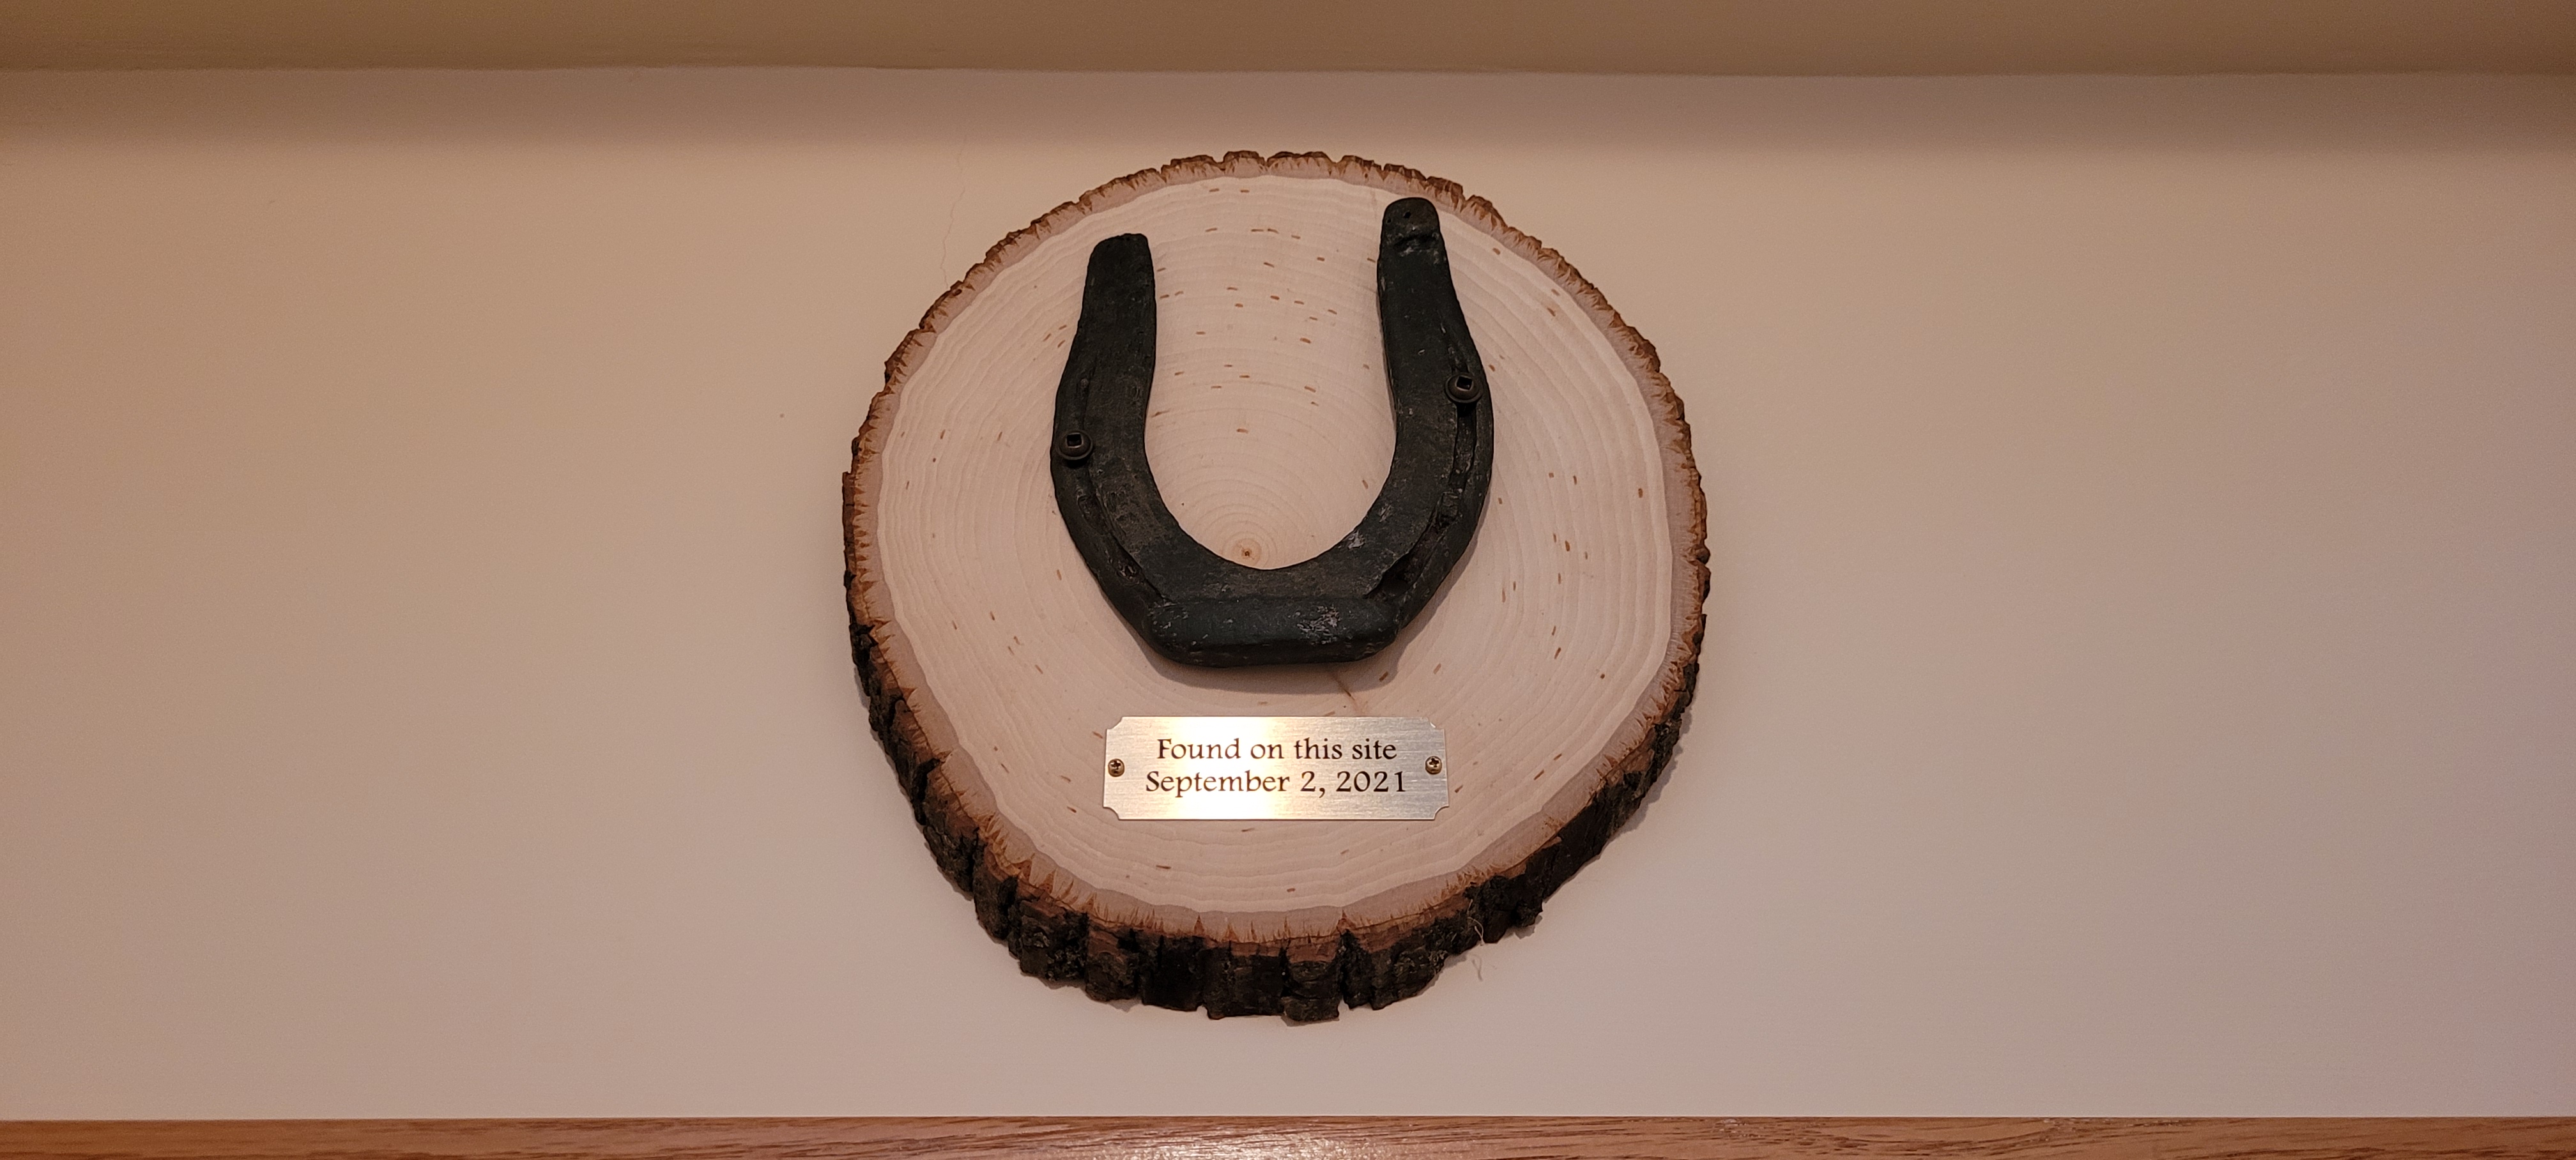 Found on this site
September 2, 2021